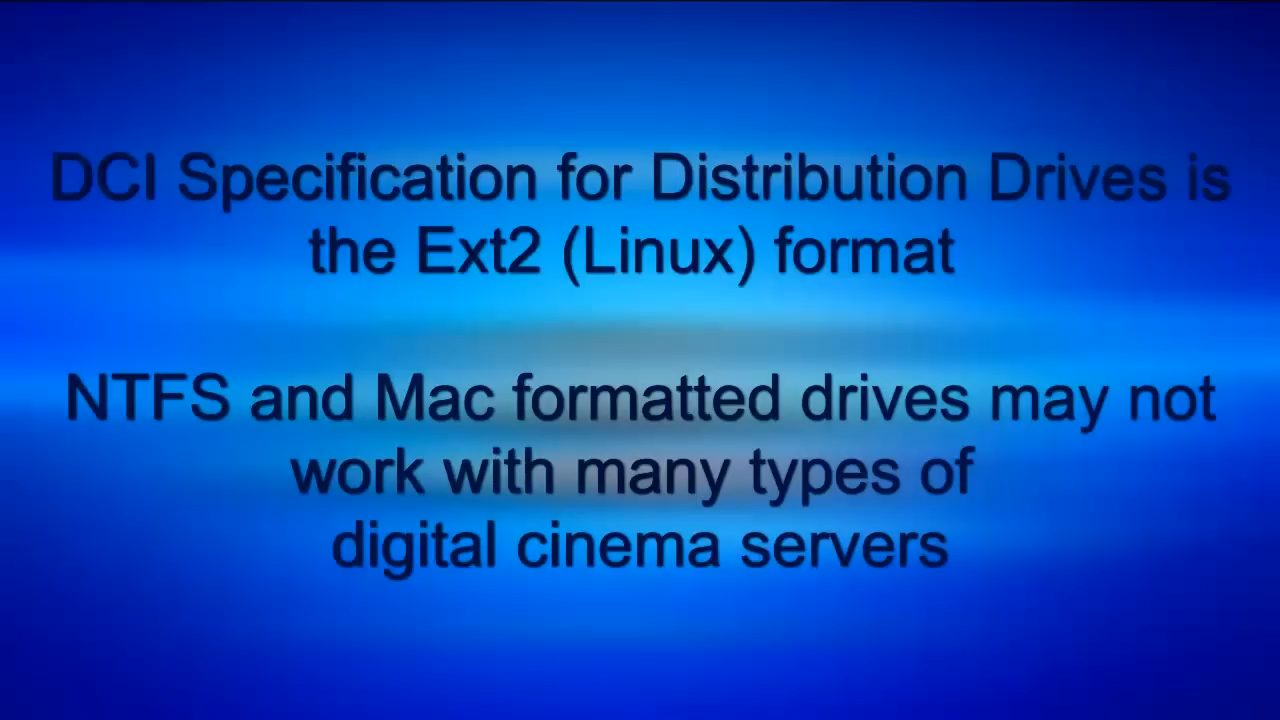 DCI Specification for Distribution Drives is
the Ext2 (Linux) format
NTFS and Mac formatted drives may not
work with many types of
digital cinema servers